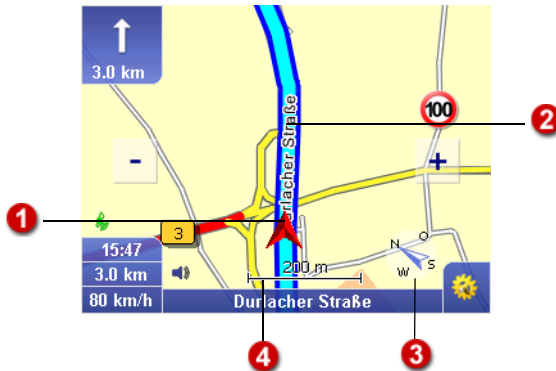 3.0 km
100
2
Durlacher Straße
-
+
1
3
15:47
3.0 km
80 km/h
200 m
N
O
S
W
Durlacher Straße
4
3